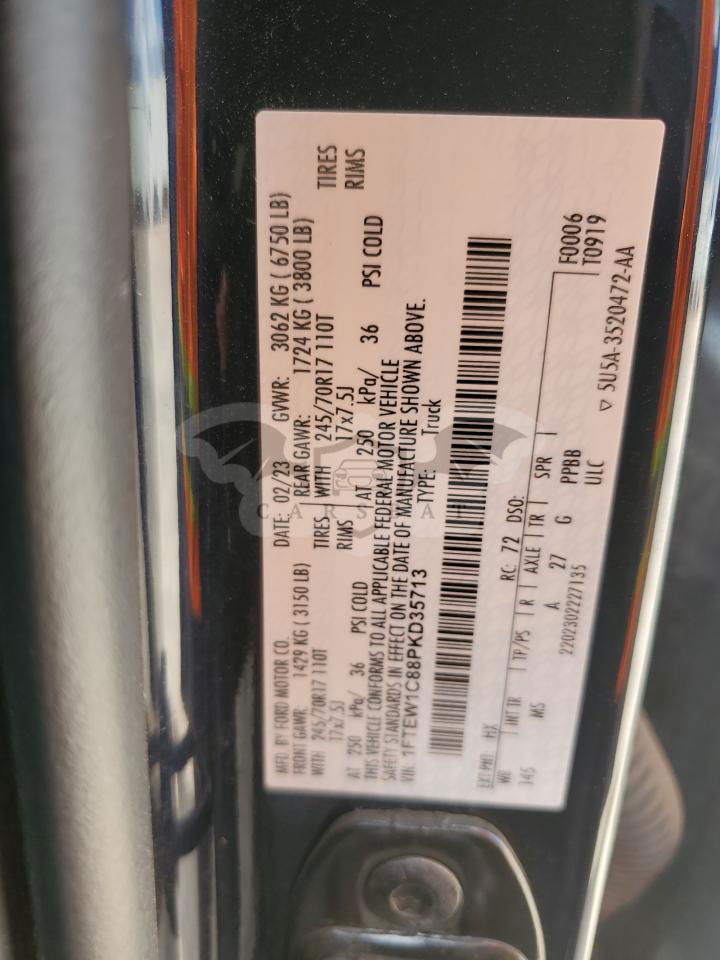 MFD. BY FORD MOTOR CO. DATE: 02/23 GVWR: 3062 KG ( 6750 LB)
FRONT GAWR: 1429 KG ( 3150 LB) REAR GAWR: 1724 KG ( 3800 LB)
WITH 245/70R17 110T TIRES WITH 245/70R17 110T TIRES
17x7.5J RIMS 17x7.5J RIMS
AT 250 kPa/ 36 PSI COLD AT 250 kPa/ 36 PSI COLD
THIS VEHICLE CONFORMS TO ALL APPLICABLE FEDERAL MOTOR VEHICLE
SAFETY STANDARDS IN EFFECT ON THE DATE OF MANUFACTURE SHOWN ABOVE.
VIN: 1FTEW1C88PKD35713 TYPE: Truck
EXT PNT: HX RC: 72 DSO: F0006
WB INT TR TP/PS R AXLE TR SPR T0919
145 MS A 27 G PPBB
2202302227135 ULC ▽ 5U5A-3520472-AA
CARSTAT